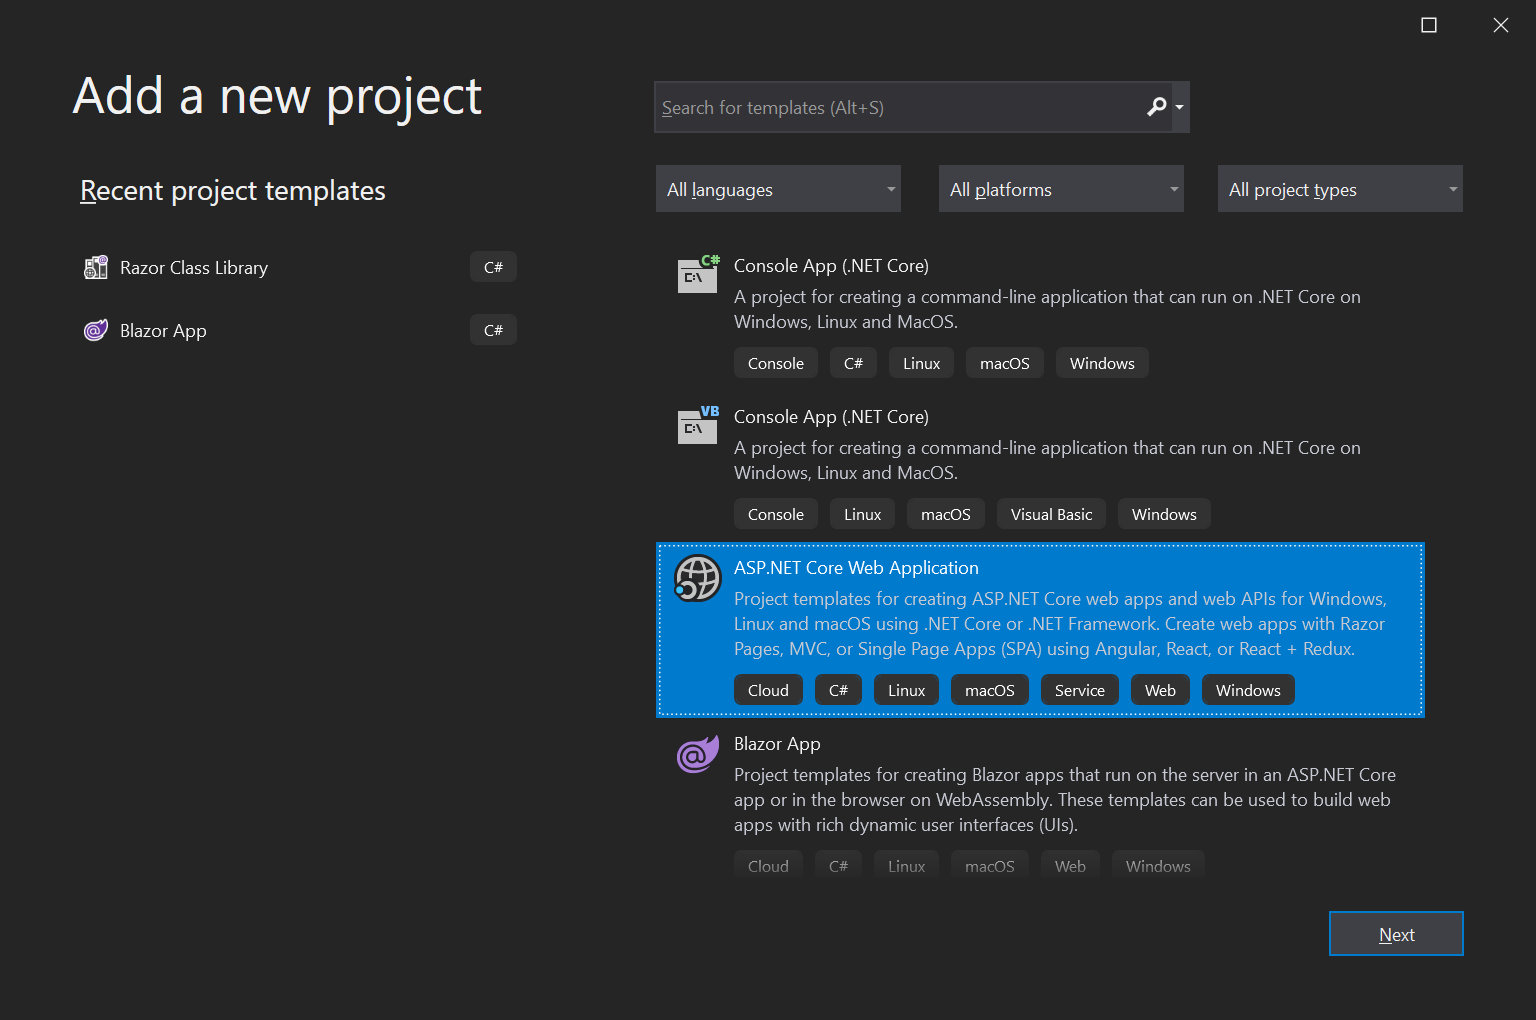 Add a new project
Search for templates (Alt+S)
Recent project templates
All languages
All platforms
All project types
Razor Class Library
C#
Blazor App
C#
C#
C:\
Console App (.NET Core)
A project for creating a command-line application that can run on .NET Core on
Windows, Linux and MacOS.
Console C# Linux macOS Windows
VB
C:\
Console App (.NET Core)
A project for creating a command-line application that can run on .NET Core on
Windows, Linux and MacOS.
Console Linux macOS Visual Basic Windows
ASP.NET Core Web Application
Project templates for creating ASP.NET Core web apps and web APIs for Windows,
Linux and macOS using .NET Core or .NET Framework. Create web apps with Razor
Pages, MVC, or Single Page Apps (SPA) using Angular, React, or React + Redux.
Cloud C# Linux macOS Service Web Windows
@
Blazor App
Project templates for creating Blazor apps that run on the server in an ASP.NET Core
app or in the browser on WebAssembly. These templates can be used to build web
apps with rich dynamic user interfaces (UIs).
Cloud C# Linux macOS Web Windows
Next